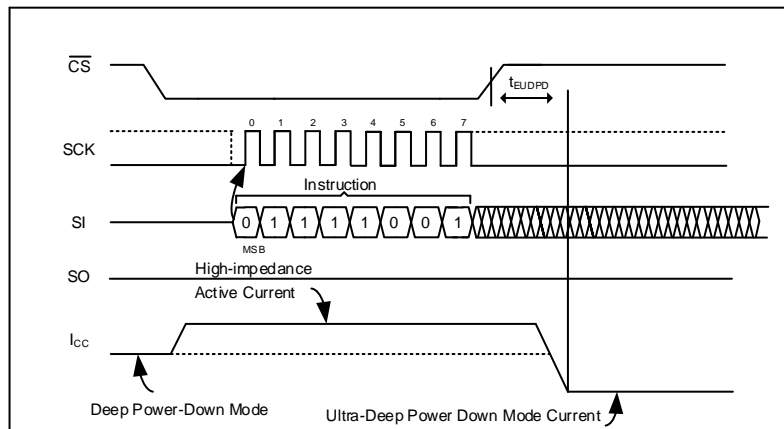 CS
tEUDPD
0 1 2 3 4 5 6 7
SCK
Instruction
SI
0 1 1 1 1 0 0 1
MSB
SO
High-impedance
Active Current
ICC
Deep Power-Down Mode
Ultra-Deep Power Down Mode Current